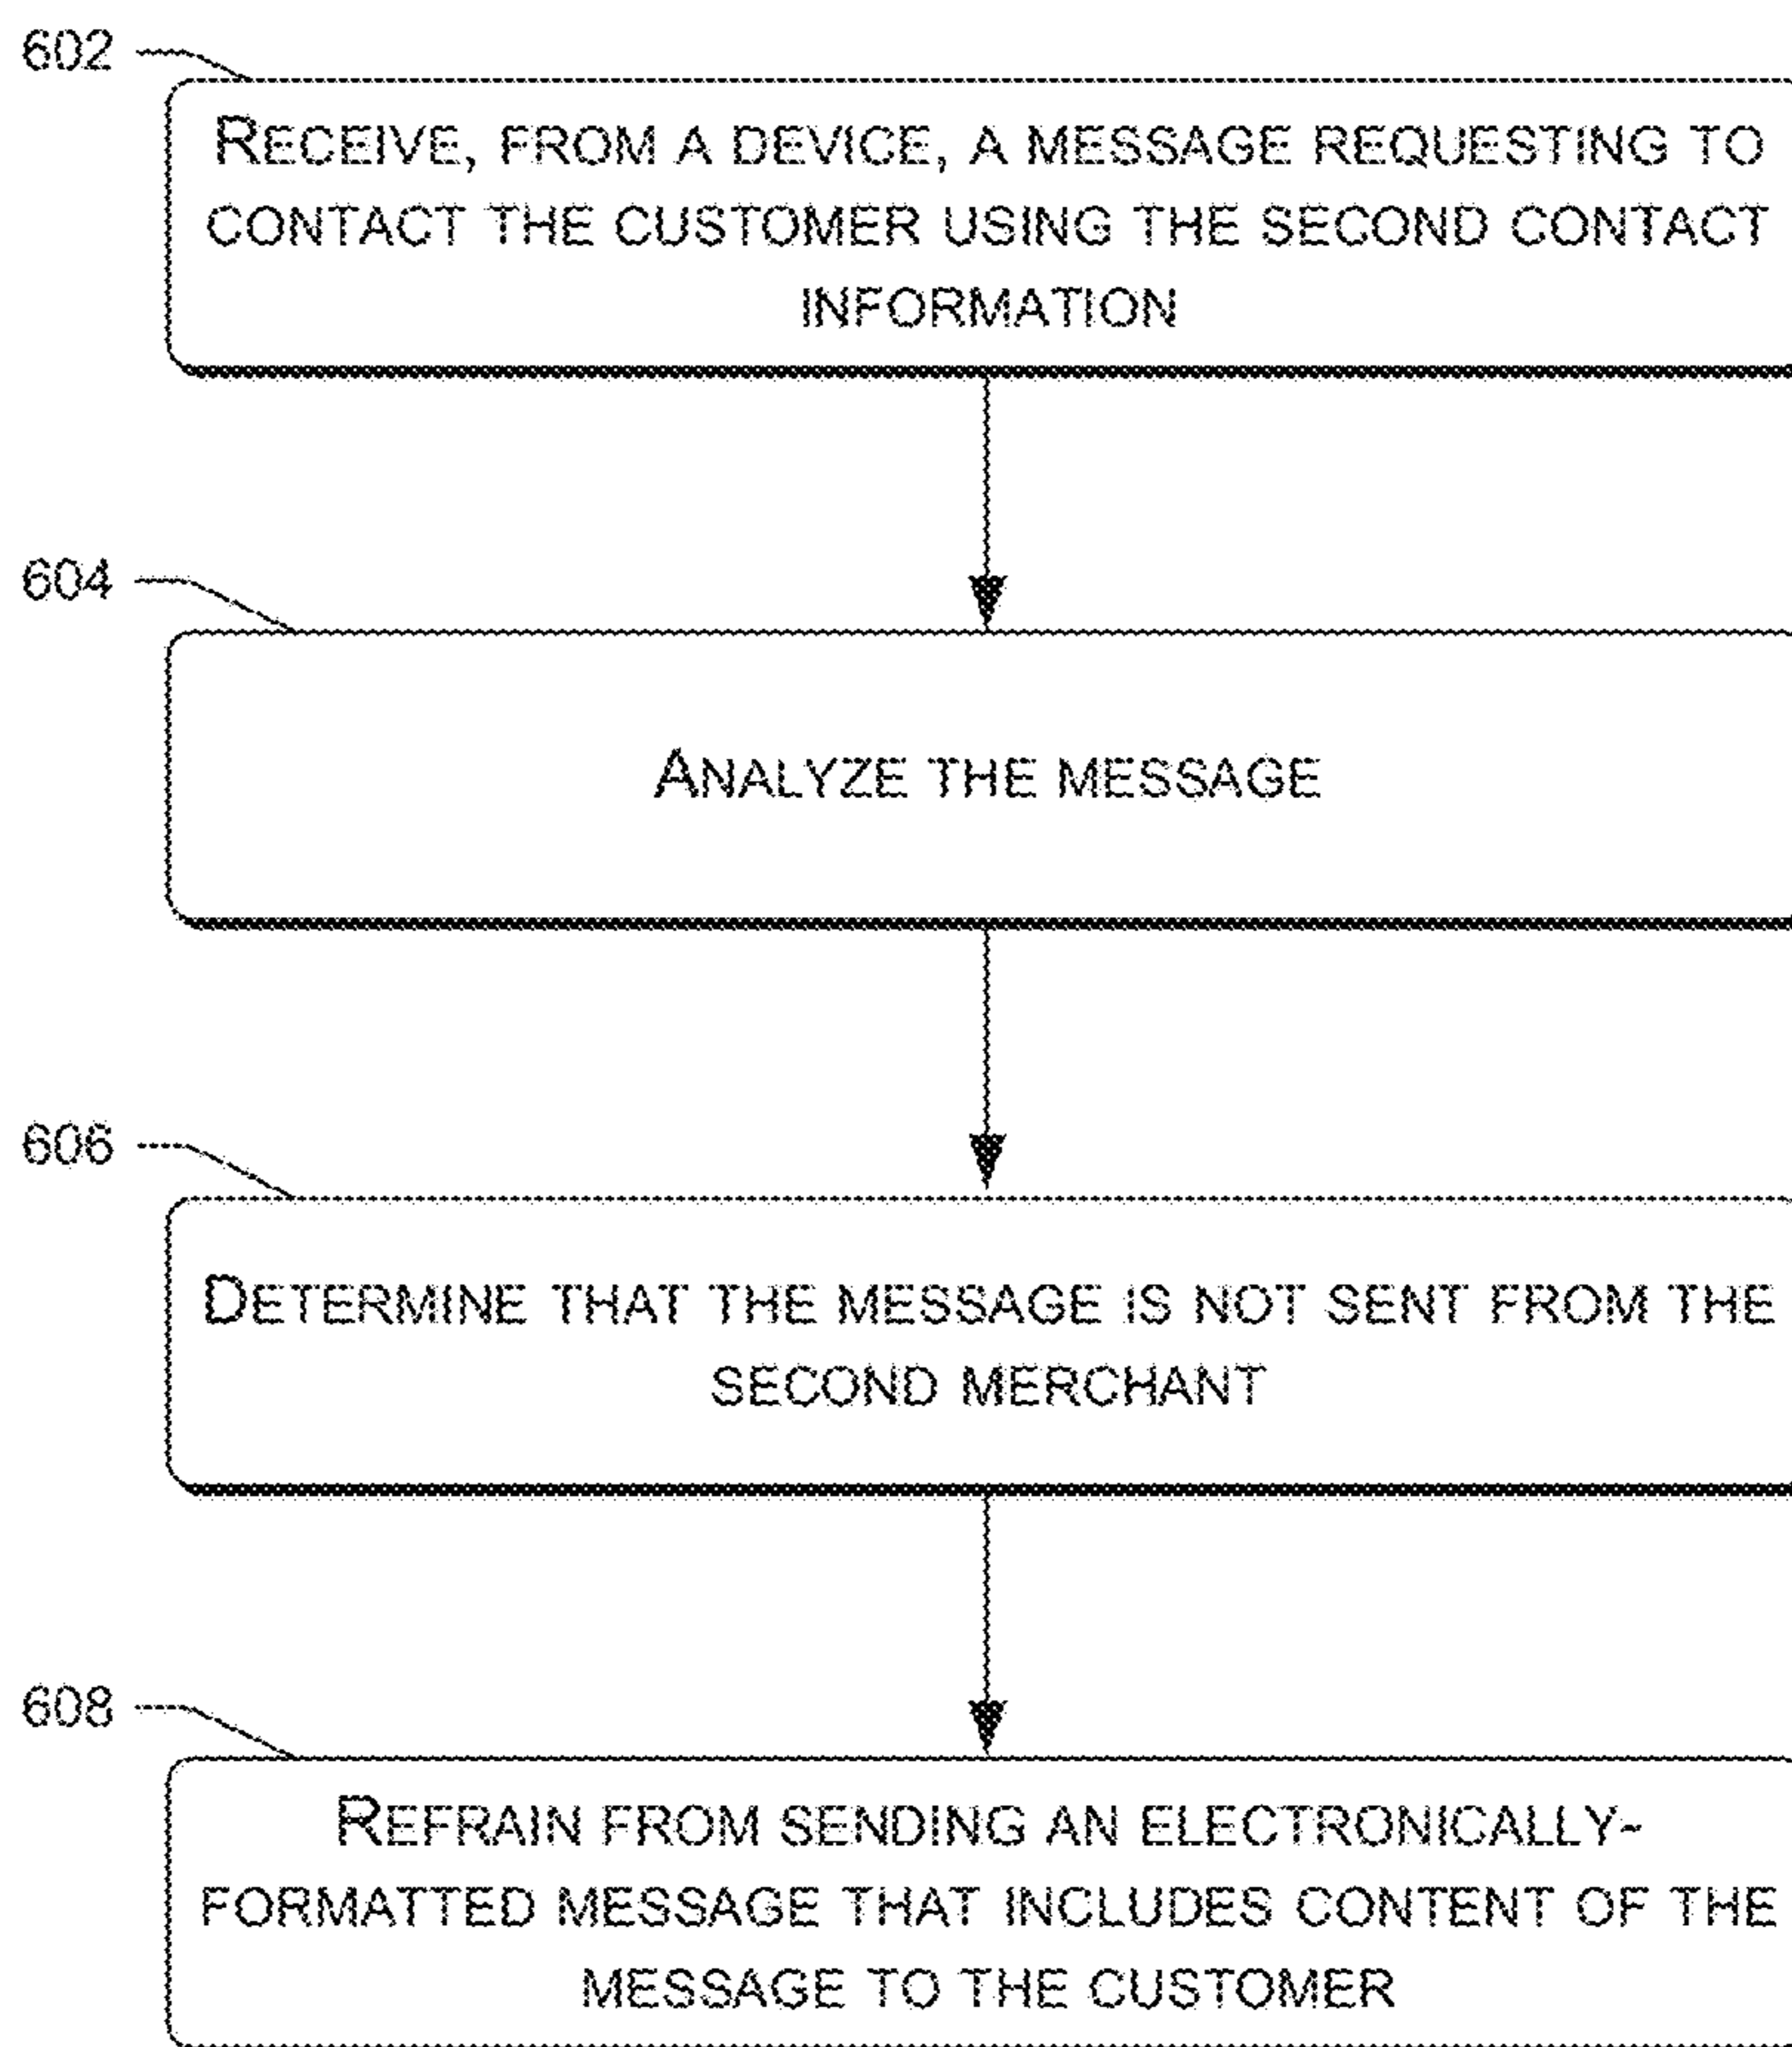 602
RECEIVE, FROM A DEVICE, A MESSAGE REQUESTING TO
CONTACT THE CUSTOMER USING THE SECOND CONTACT
INFORMATION
604
ANALYZE THE MESSAGE
606
DETERMINE THAT THE MESSAGE IS NOT SENT FROM THE
SECOND MERCHANT
608
REFRAIN FROM SENDING AN ELECTRONICALLY-
FORMATTED MESSAGE THAT INCLUDES CONTENT OF THE
MESSAGE TO THE CUSTOMER